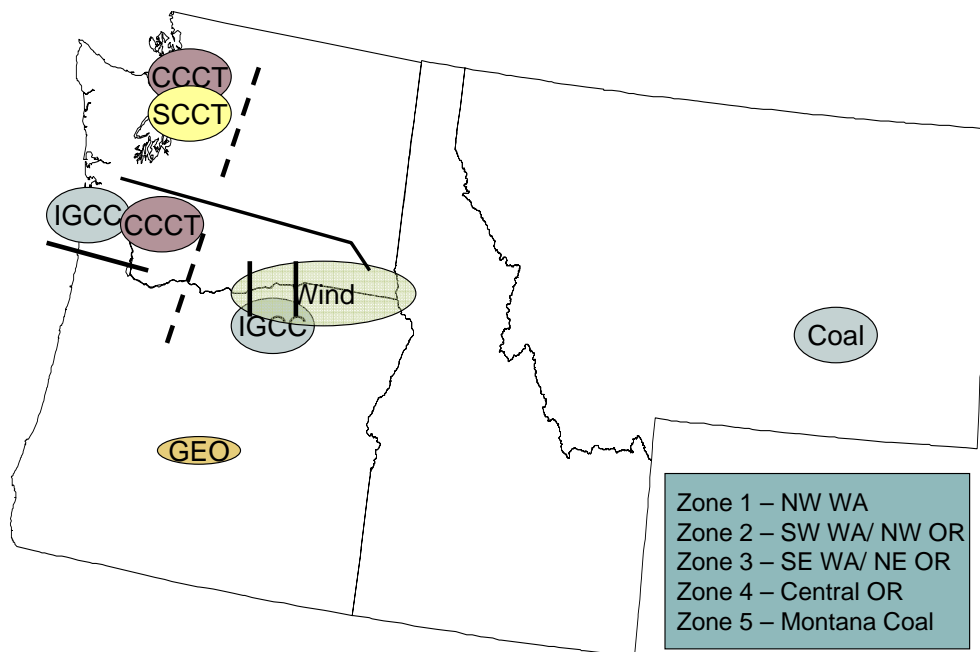 CCCT
SCCT
IGCC
CCCT
Wind
IGCC
Coal
GEO
Zone 1 – NW WA
Zone 2 – SW WA/ NW OR
Zone 3 – SE WA/ NE OR
Zone 4 – Central OR
Zone 5 – Montana Coal